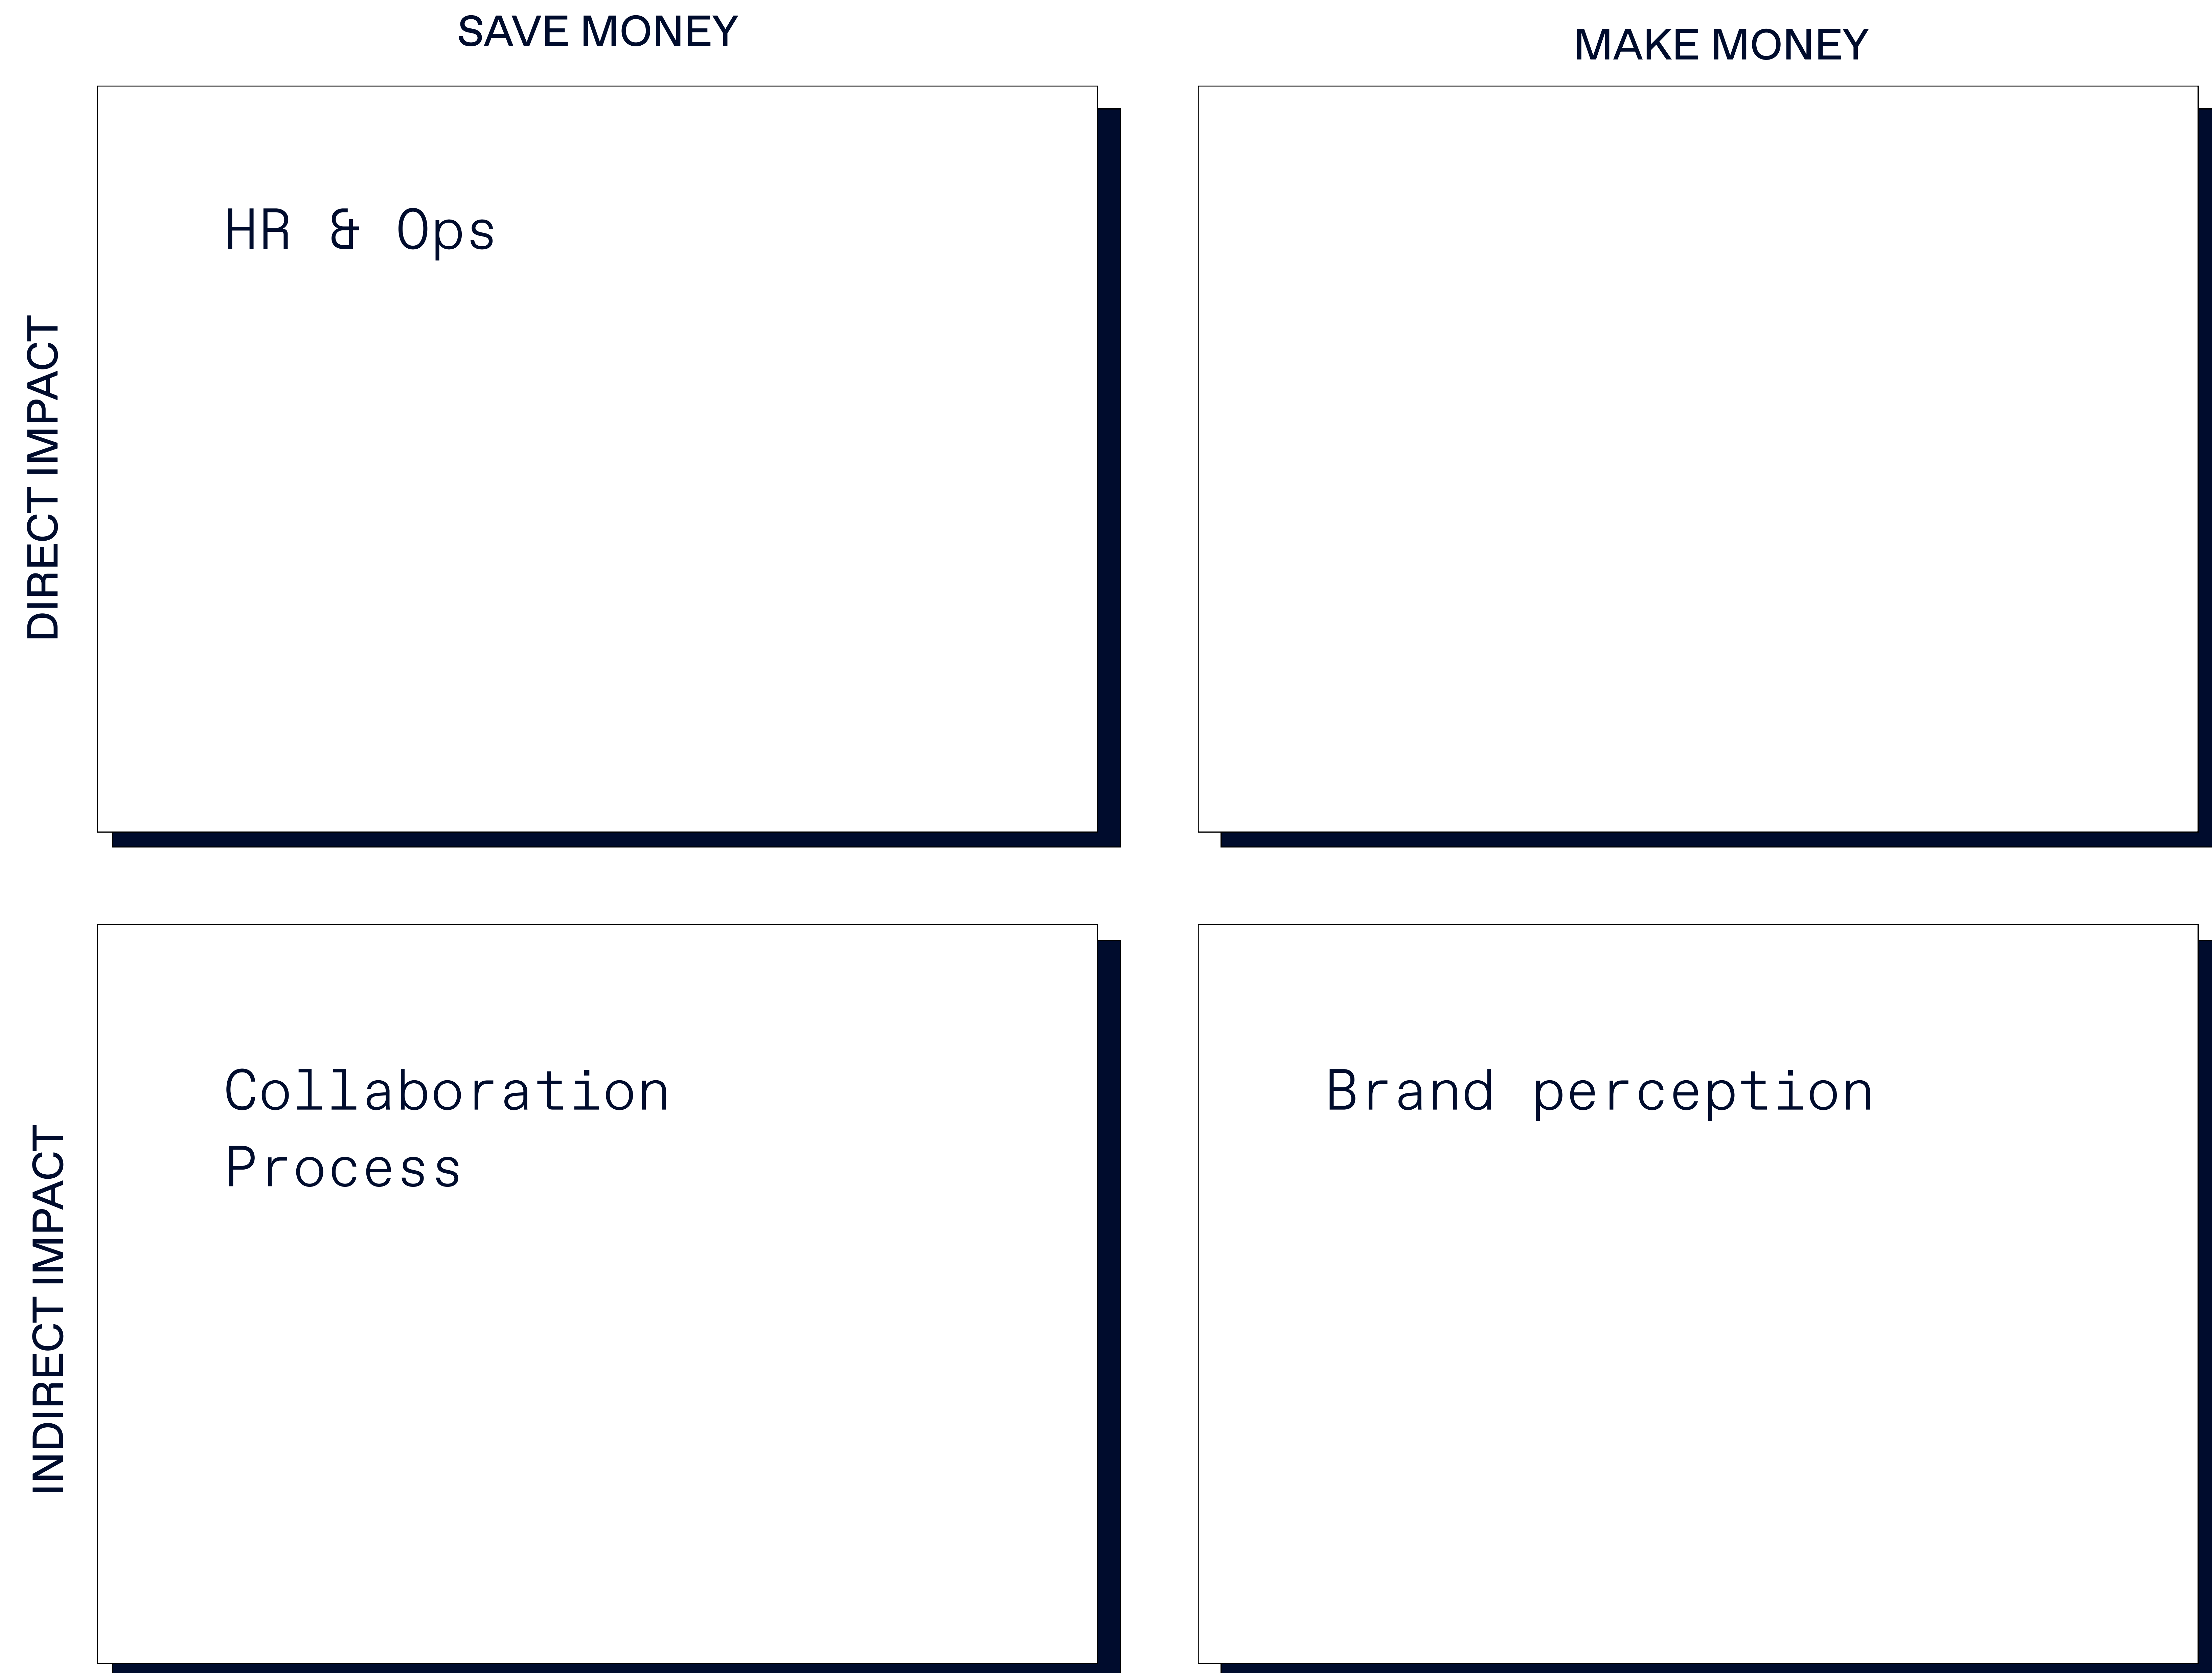 SAVE MONEY
MAKE MONEY
DIRECT IMPACT
HR & Ops
INDIRECT IMPACT
Collaboration
Process
Brand perception